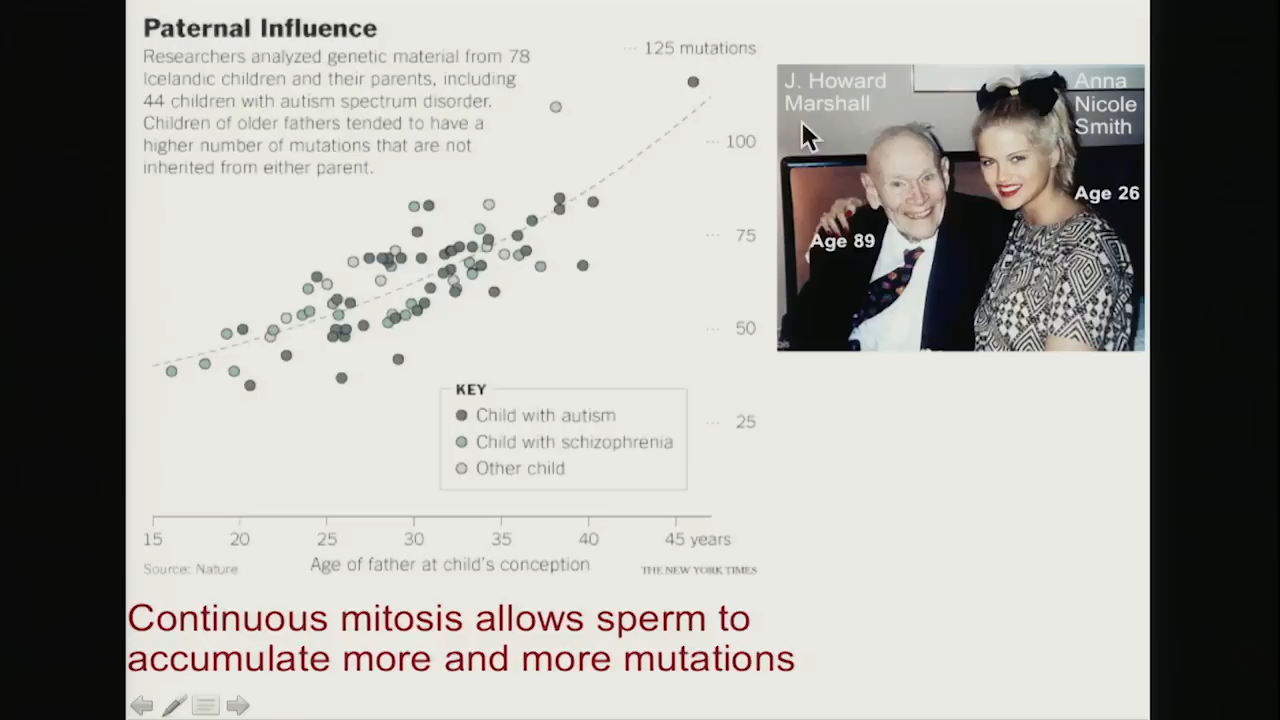 Paternal Influence
Researchers analyzed genetic material from 78
Icelandic children and their parents, including
44 children with autism spectrum disorder.
Children of older fathers tended to have a
higher number of mutations that are not
inherited from either parent.
125 mutations
100
75
50
25
KEY
Child with autism
Child with schizophrenia
Other child
15 20 25 30 35 40 45 years
Age of father at child's conception
Source: Nature
THE NEW YORK TIMES
J. Howard
Marshall
Anna
Nicole
Smith
Age 26
Age 89
Continuous mitosis allows sperm to
accumulate more and more mutations